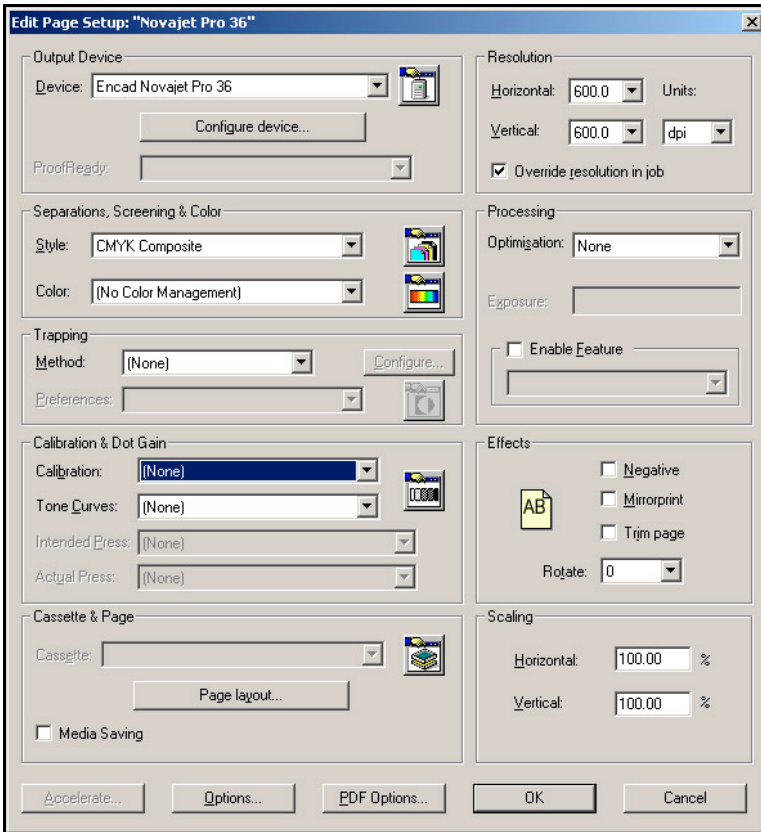 Edit Page Setup: "Novajet Pro 36"
Output Device
Device: Encad Novajet Pro 36
Configure device...
ProofReady:
Resolution
Horizontal: 600.0 Units:
Vertical: 600.0 dpi
Override resolution in job
Separations, Screening & Color
Style: CMYK Composite
Color: (No Color Management)
Processing
Optimisation: None
Exposure:
Enable Feature
Trapping
Method: (None) Configure...
Preferences:
Calibration & Dot Gain
Calibration: (None)
Tone Curves: (None)
Intended Press: (None)
Actual Press: (None)
Effects
AB
Negative
Mirrorprint
Trim page
Rotate: 0
Cassette & Page
Cassette:
Page layout...
Media Saving
Scaling
Horizontal: 100.00 %
Vertical: 100.00 %
Accelerate... Options... PDF Options... OK Cancel